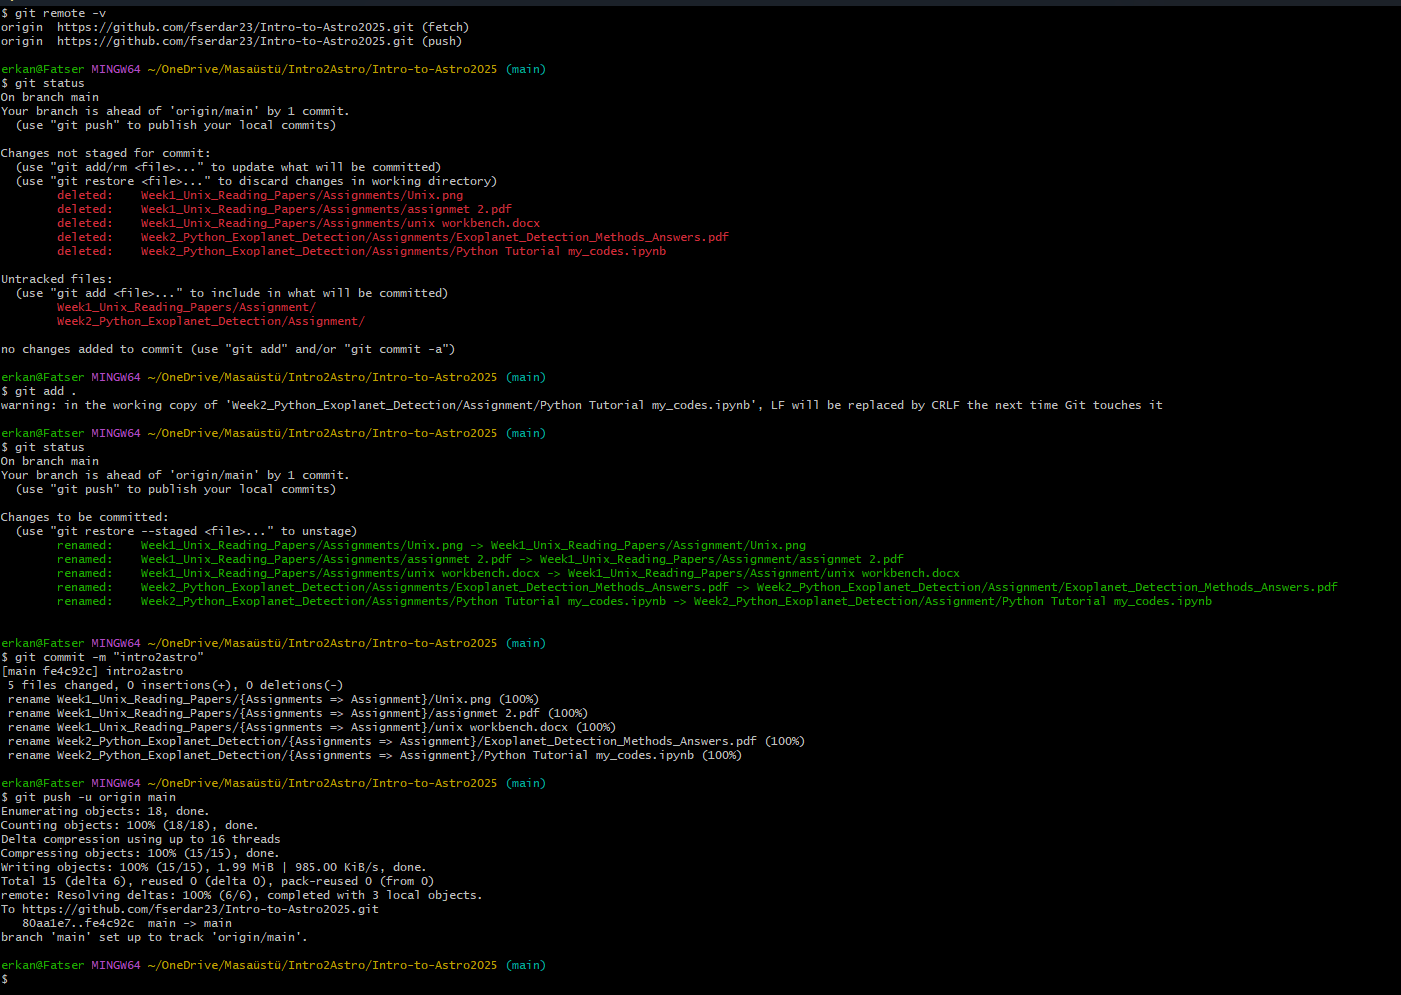 $ git remote -v
origin  https://github.com/fserdar23/Intro-to-Astro2025.git (fetch)
origin  https://github.com/fserdar23/Intro-to-Astro2025.git (push)

erkan@Fatser MINGW64 ~/OneDrive/Masaüstü/Intro2Astro/Intro-to-Astro2025 (main)
$ git status
On branch main
Your branch is ahead of 'origin/main' by 1 commit.
  (use "git push" to publish your local commits)

Changes not staged for commit:
  (use "git add/rm <file>..." to update what will be committed)
  (use "git restore <file>..." to discard changes in working directory)
        deleted:    Week1_Unix_Reading_Papers/Assignments/Unix.png
        deleted:    Week1_Unix_Reading_Papers/Assignments/assignmet 2.pdf
        deleted:    Week1_Unix_Reading_Papers/Assignments/unix workbench.docx
        deleted:    Week2_Python_Exoplanet_Detection/Assignments/Exoplanet_Detection_Methods_Answers.pdf
        deleted:    Week2_Python_Exoplanet_Detection/Assignments/Python Tutorial my_codes.ipynb

Untracked files:
  (use "git add <file>..." to include in what will be committed)
        Week1_Unix_Reading_Papers/Assignment/
        Week2_Python_Exoplanet_Detection/Assignment/

no changes added to commit (use "git add" and/or "git commit -a")

erkan@Fatser MINGW64 ~/OneDrive/Masaüstü/Intro2Astro/Intro-to-Astro2025 (main)
$ git add .
warning: in the working copy of 'Week2_Python_Exoplanet_Detection/Assignment/Python Tutorial my_codes.ipynb', LF will be replaced by CRLF the next time Git touches it

erkan@Fatser MINGW64 ~/OneDrive/Masaüstü/Intro2Astro/Intro-to-Astro2025 (main)
$ git status
On branch main
Your branch is ahead of 'origin/main' by 1 commit.
  (use "git push" to publish your local commits)

Changes to be committed:
  (use "git restore --staged <file>..." to unstage)
        renamed:    Week1_Unix_Reading_Papers/Assignments/Unix.png -> Week1_Unix_Reading_Papers/Assignment/Unix.png
        renamed:    Week1_Unix_Reading_Papers/Assignments/assignmet 2.pdf -> Week1_Unix_Reading_Papers/Assignment/assignmet 2.pdf
        renamed:    Week1_Unix_Reading_Papers/Assignments/unix workbench.docx -> Week1_Unix_Reading_Papers/Assignment/unix workbench.docx
        renamed:    Week2_Python_Exoplanet_Detection/Assignments/Exoplanet_Detection_Methods_Answers.pdf -> Week2_Python_Exoplanet_Detection/Assignment/Exoplanet_Detection_Methods_Answers.pdf
        renamed:    Week2_Python_Exoplanet_Detection/Assignments/Python Tutorial my_codes.ipynb -> Week2_Python_Exoplanet_Detection/Assignment/Python Tutorial my_codes.ipynb

erkan@Fatser MINGW64 ~/OneDrive/Masaüstü/Intro2Astro/Intro-to-Astro2025 (main)
$ git commit -m "intro2astro"
[main fe4c92c] intro2astro
 5 files changed, 0 insertions(+), 0 deletions(-)
 rename Week1_Unix_Reading_Papers/{Assignments => Assignment}/Unix.png (100%)
 rename Week1_Unix_Reading_Papers/{Assignments => Assignment}/assignmet 2.pdf (100%)
 rename Week1_Unix_Reading_Papers/{Assignments => Assignment}/unix workbench.docx (100%)
 rename Week2_Python_Exoplanet_Detection/{Assignments => Assignment}/Exoplanet_Detection_Methods_Answers.pdf (100%)
 rename Week2_Python_Exoplanet_Detection/{Assignments => Assignment}/Python Tutorial my_codes.ipynb (100%)

erkan@Fatser MINGW64 ~/OneDrive/Masaüstü/Intro2Astro/Intro-to-Astro2025 (main)
$ git push -u origin main
Enumerating objects: 18, done.
Counting objects: 100% (18/18), done.
Delta compression using up to 16 threads
Compressing objects: 100% (15/15), done.
Writing objects: 100% (15/15), 1.99 MiB | 985.00 KiB/s, done.
Total 15 (delta 6), reused 0 (delta 0), pack-reused 0 (from 0)
remote: Resolving deltas: 100% (6/6), completed with 3 local objects.
To https://github.com/fserdar23/Intro-to-Astro2025.git
   80aa1e7..fe4c92c  main -> main
branch 'main' set up to track 'origin/main'.

erkan@Fatser MINGW64 ~/OneDrive/Masaüstü/Intro2Astro/Intro-to-Astro2025 (main)
$